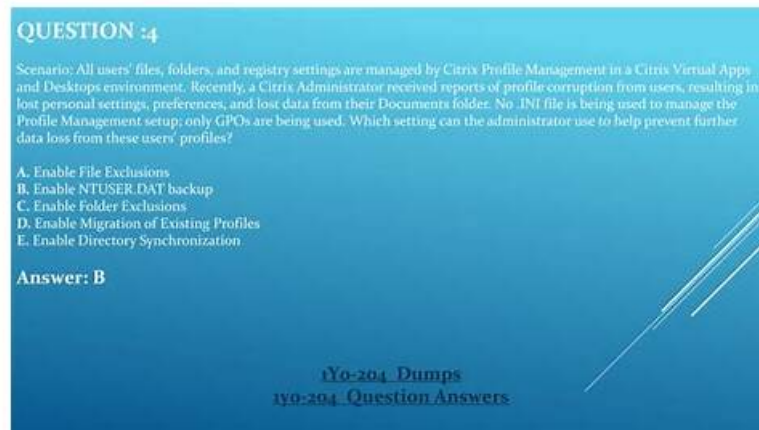 QUESTION :4
Scenario: All users' files, folders, and registry settings are managed by Citrix Profile Management in a Citrix Virtual Apps
and Desktops environment. Recently, a Citrix Administrator received reports of profile corruption from users, resulting in
lost personal settings, preferences, and lost data from their Documents folder. No .INI file is being used to manage the
Profile Management setup; only GPOs are being used. Which setting can the administrator use to help prevent further
data loss from these users' profiles?
A. Enable File Exclusions
B. Enable NTUSER.DAT backup
C. Enable Folder Exclusions
D. Enable Migration of Existing Profiles
E. Enable Directory Synchronization
Answer: B
1Y0-204 Dumps
1y0-204 Question Answers